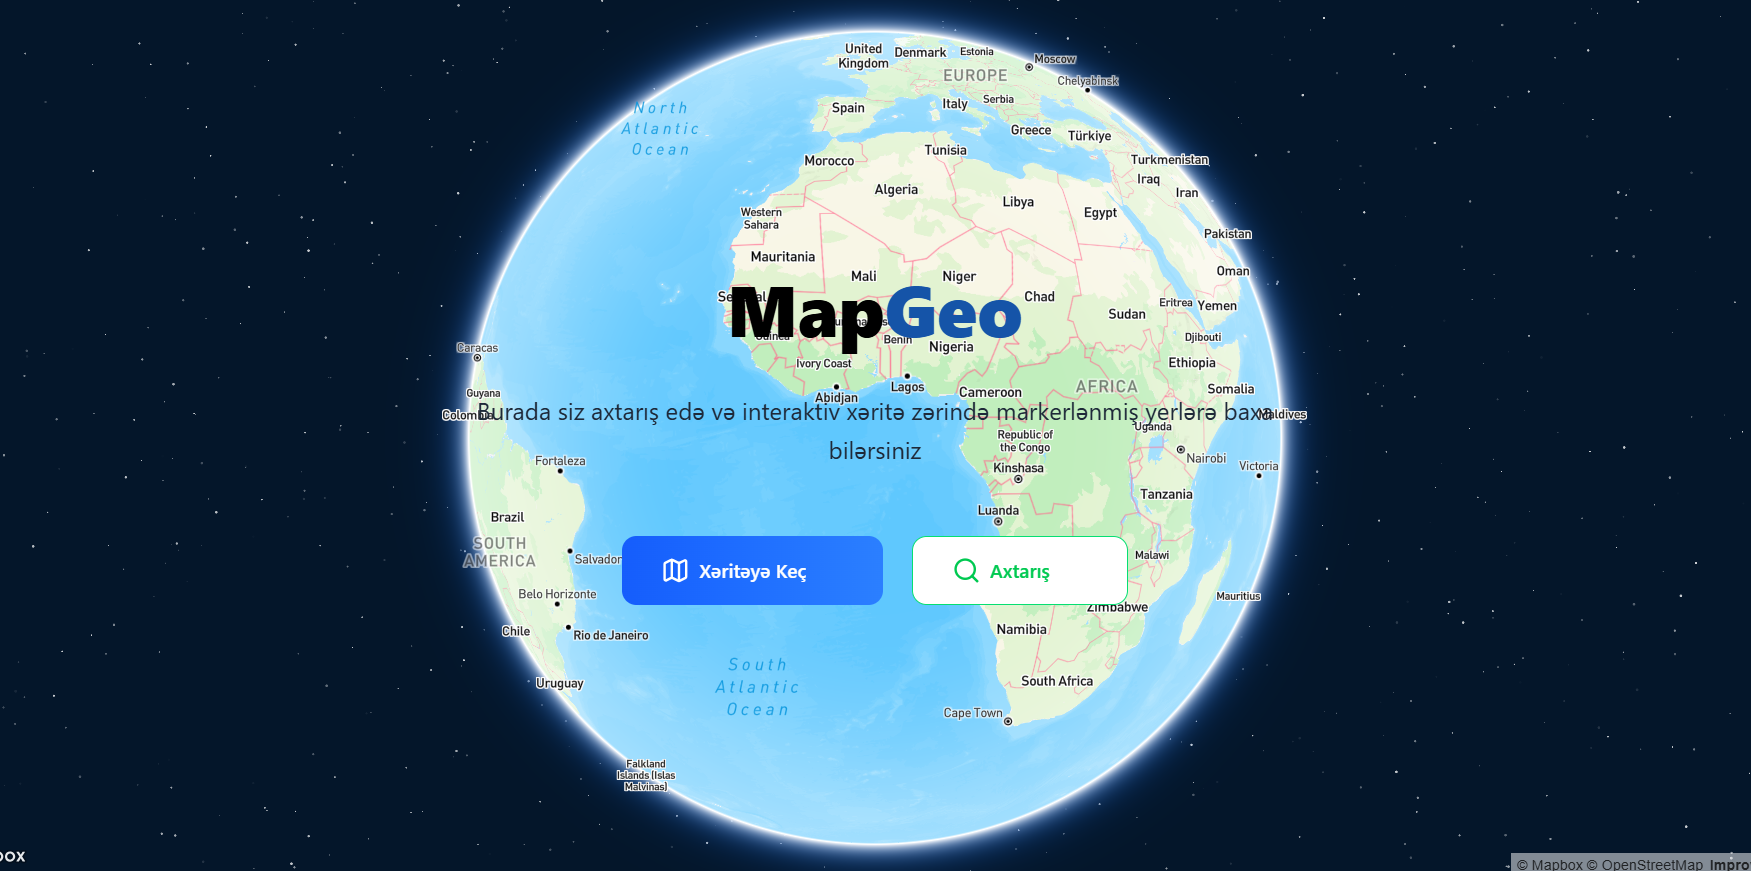 United
Kingdom
Denmark
Estonia
Moscow
EUROPE
Chelyabinsk
North
Atlantic
Ocean
Spain
Italy
Serbia
Greece
Türkiye
Morocco
Tunisia
Turkmenistan
Algeria
Iraq
Iran
Libya
Western
Sahara
Egypt
Pakistan
Mauritania
Mali
Niger
Oman
Chad
Eritrea
Yemen
MapGeo
Sudan
Guinea
Benin
Nigeria
Djibouti
Caracas
Ivory Coast
Ethiopia
Guyana
Abidjan
Lagos
Cameroon
AFRICA
Somalia
Colombia
Maldives
Burada siz axtarış edə və interaktiv xəritə zərində markerlənmiş yerlərə baxa
bilərsiniz
Uganda
Republic of
the Congo
Fortaleza
Kinshasa
Nairobi
Victoria
Tanzania
Brazil
Luanda
SOUTH
AMERICA
Salvador
Malawi
Xəritəyə Keç
Axtarış
Belo Horizonte
Zimbabwe
Mauritius
Chile
Rio de Janeiro
Namibia
South
Atlantic
Ocean
Uruguay
South Africa
Cape Town
Falkland
Islands (Islas
Malvinas)
© Mapbox © OpenStreetMap